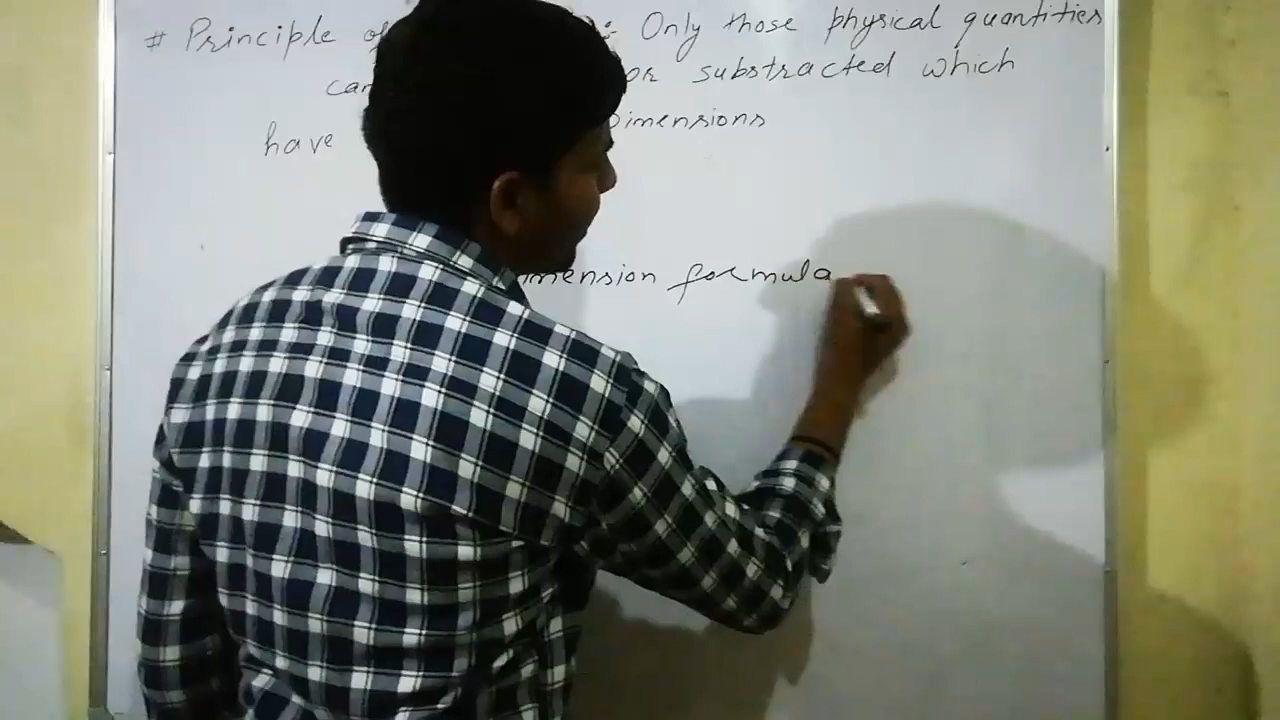 # Principle of : Only those physical quantities
can or substracted which
have Dimensions
imension formula